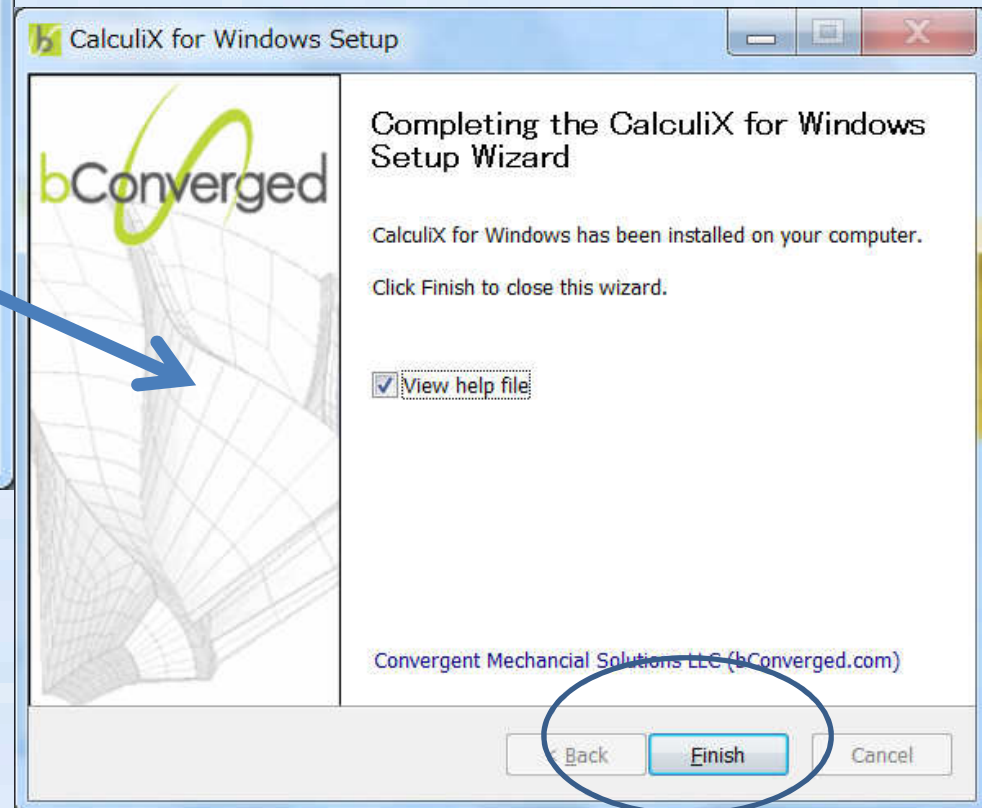 CalculiX for Windows Setup
bConverged
Completing the CalculiX for Windows
Setup Wizard
CalculiX for Windows has been installed on your computer.
Click Finish to close this wizard.
View help file
Convergent Mechancial Solutions LLC (bConverged.com)
< Back Finish Cancel